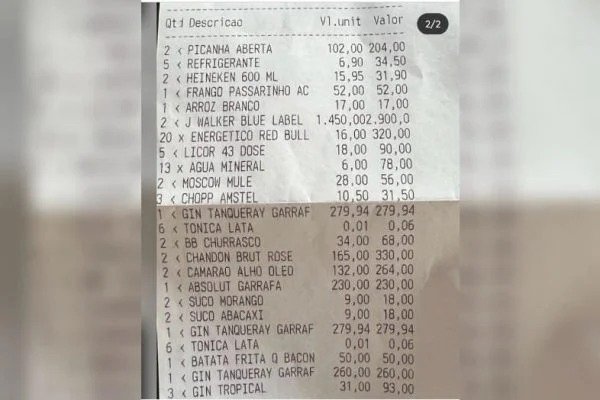 2/2
Qtd Descricao Vl.unit Valor
2 x PICANHA ABERTA 102,00 204,00
5 x REFRIGERANTE 6,90 34,50
2 x HEINEKEN 600 ML 15,95 31,90
1 x FRANGO PASSARINHO AC 52,00 52,00
1 x ARROZ BRANCO 17,00 17,00
2 x J WALKER BLUE LABEL 1.450,002.900,0
20 x ENERGETICO RED BULL 16,00 320,00
5 x LICOR 43 DOSE 18,00 90,00
13 x AGUA MINERAL 6,00 78,00
2 x MOSCOW MULE 28,00 56,00
3 x CHOPP AMSTEL 10,50 31,50
1 x GIN TANQUERAY GARRAF 279,94 279,94
6 x TONICA LATA 0,01 0,06
2 x BB CHURRASCO 34,00 68,00
2 x CHANDON BRUT ROSE 165,00 330,00
2 x CAMARAO ALHO OLEO 132,00 264,00
1 x ABSOLUT GARRAFA 230,00 230,00
2 x SUCO MORANGO 9,00 18,00
2 x SUCO ABACAXI 9,00 18,00
1 x GIN TANQUERAY GARRAF 279,94 279,94
6 x TONICA LATA 0,01 0,06
1 x BATATA FRITA Q BACON 50,00 50,00
1 x GIN TANQUERAY GARRAF 260,00 260,00
3 x GIN TROPICAL 31,00 93,00